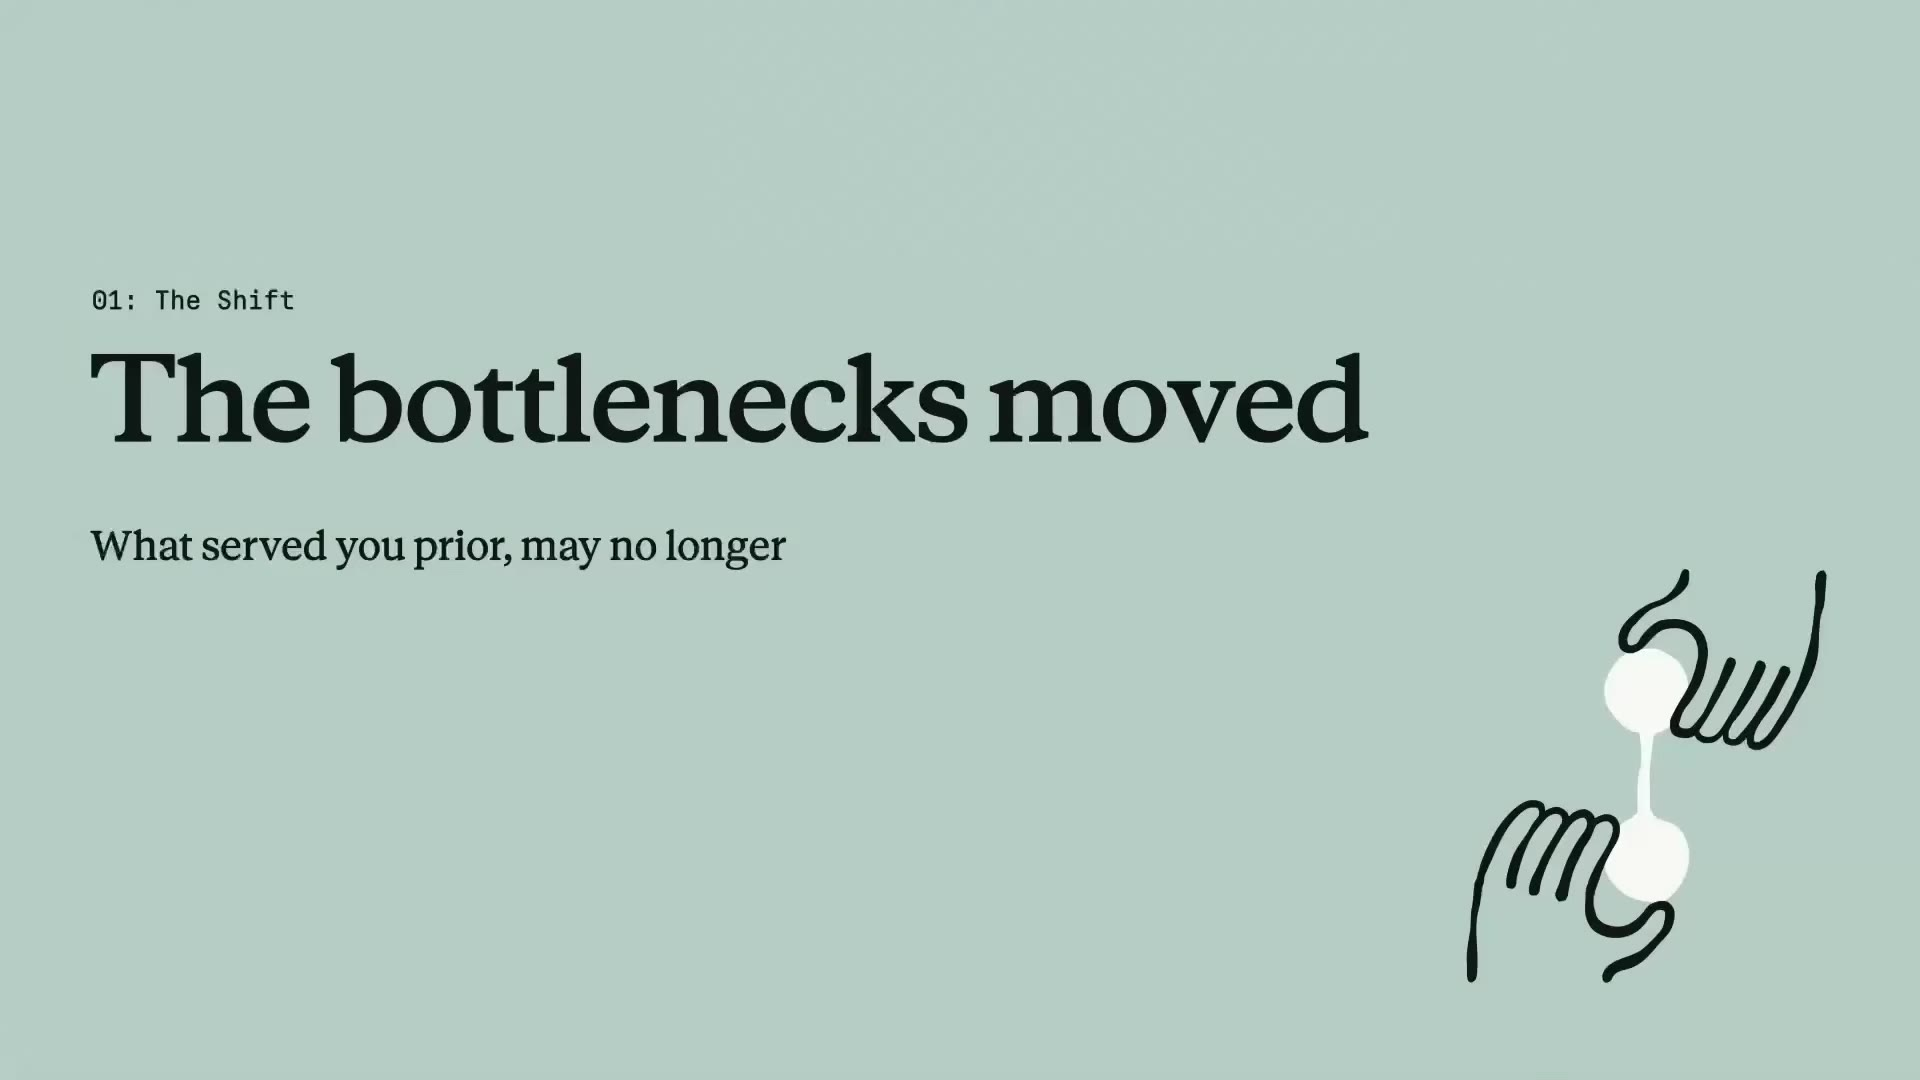 01: The Shift
The bottlenecks moved
What served you prior, may no longer